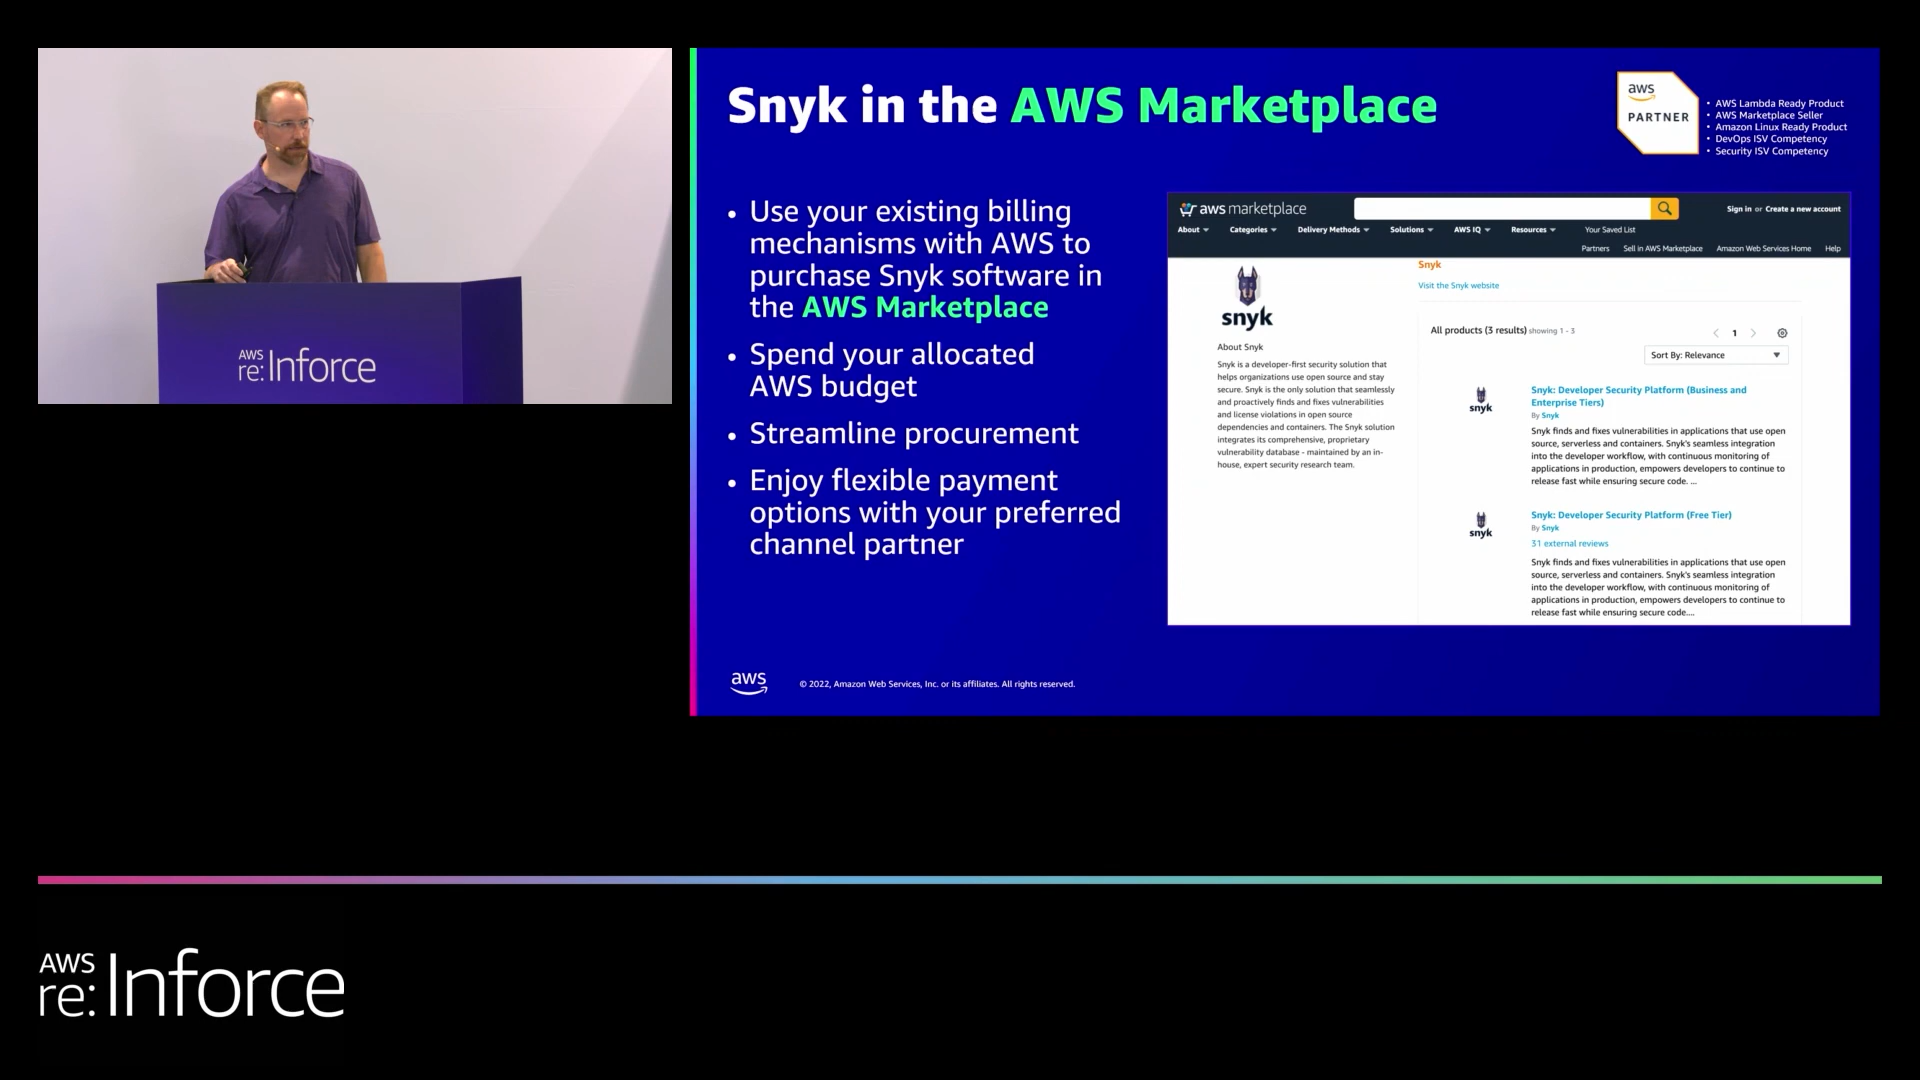 AWS
re:Inforce
Snyk in the AWS Marketplace
aws
PARTNER
• AWS Lambda Ready Product
• AWS Marketplace Seller
• Amazon Linux Ready Product
• DevOps ISV Competency
• Security ISV Competency
• Use your existing billing
mechanisms with AWS to
purchase Snyk software in
the AWS Marketplace
• Spend your allocated
AWS budget
• Streamline procurement
• Enjoy flexible payment
options with your preferred
channel partner
aws marketplace
Sign in or Create a new account
About Categories Delivery Methods Solutions AWS IQ Resources Your Saved List
Partners Sell in AWS Marketplace Amazon Web Services Home Help
snyk
About Snyk
Snyk is a developer-first security solution that
helps organizations use open source and stay
secure. Snyk is the only solution that seamlessly
and proactively finds and fixes vulnerabilities
and license violations in open source
dependencies and containers. The Snyk solution
integrates its comprehensive, proprietary
vulnerability database - maintained by an in-
house, expert security research team.
Snyk
Visit the Snyk website
All products (3 results) showing 1 - 3
1
Sort By: Relevance
snyk
Snyk: Developer Security Platform (Business and
Enterprise Tiers)
By Snyk
Snyk finds and fixes vulnerabilities in applications that use open
source, serverless and containers. Snyk's seamless integration
into the developer workflow, with continuous monitoring of
applications in production, empowers developers to continue to
release fast while ensuring secure code. ...
snyk
Snyk: Developer Security Platform (Free Tier)
By Snyk
31 external reviews
Snyk finds and fixes vulnerabilities in applications that use open
source, serverless and containers. Snyk's seamless integration
into the developer workflow, with continuous monitoring of
applications in production, empowers developers to continue to
release fast while ensuring secure code....
aws
© 2022, Amazon Web Services, Inc. or its affiliates. All rights reserved.
AWS
re:Inforce